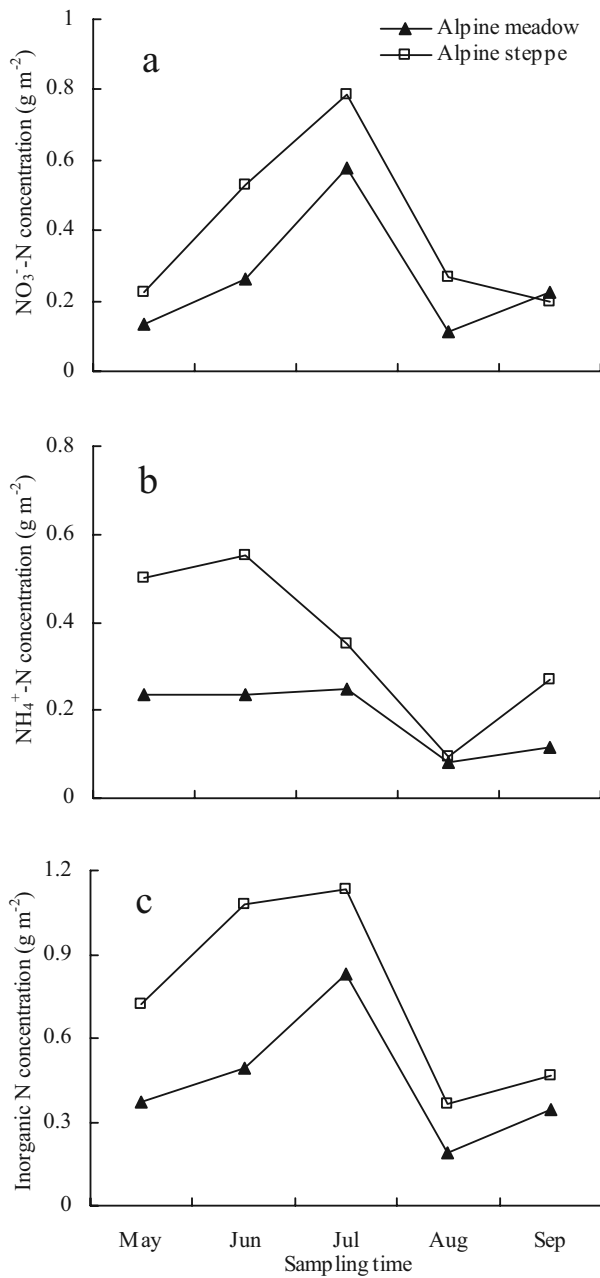 Alpine meadow
Alpine steppe
a
NO₃⁻-N concentration (g m⁻²)
1
0.8
0.6
0.4
0.2
0
b
NH₄⁺-N concentration (g m⁻²)
0.8
0.6
0.4
0.2
0
c
Inorganic N concentration (g m⁻²)
1.2
0.9
0.6
0.3
0
May Jun Jul Aug Sep
Sampling time